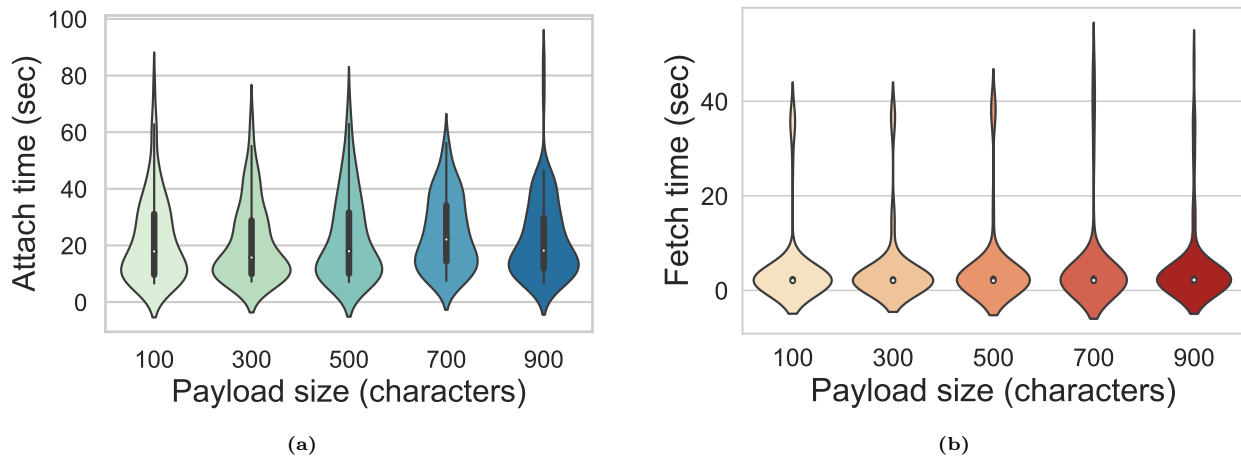 100
80
60
40
20
0
Attach time (sec)
100 300 500 700 900
Payload size (characters)
(a)
40
20
0
Fetch time (sec)
100 300 500 700 900
Payload size (characters)
(b)